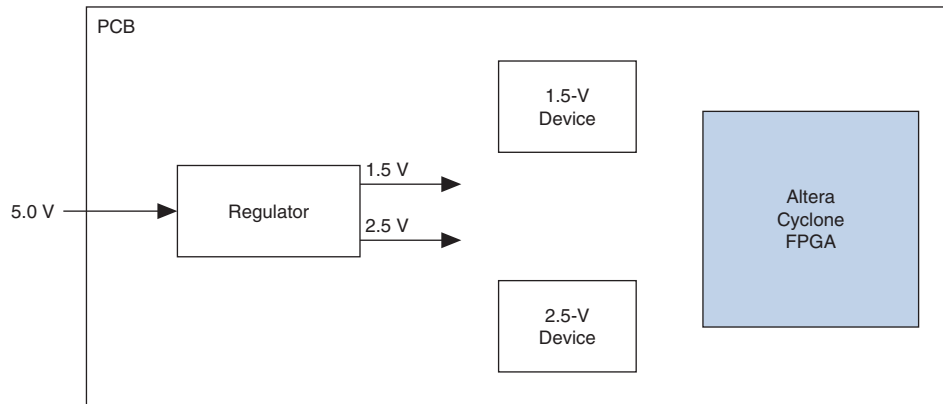 PCB
1.5-V
Device
5.0 V
Regulator
1.5 V
2.5 V
Altera
Cyclone
FPGA
2.5-V
Device